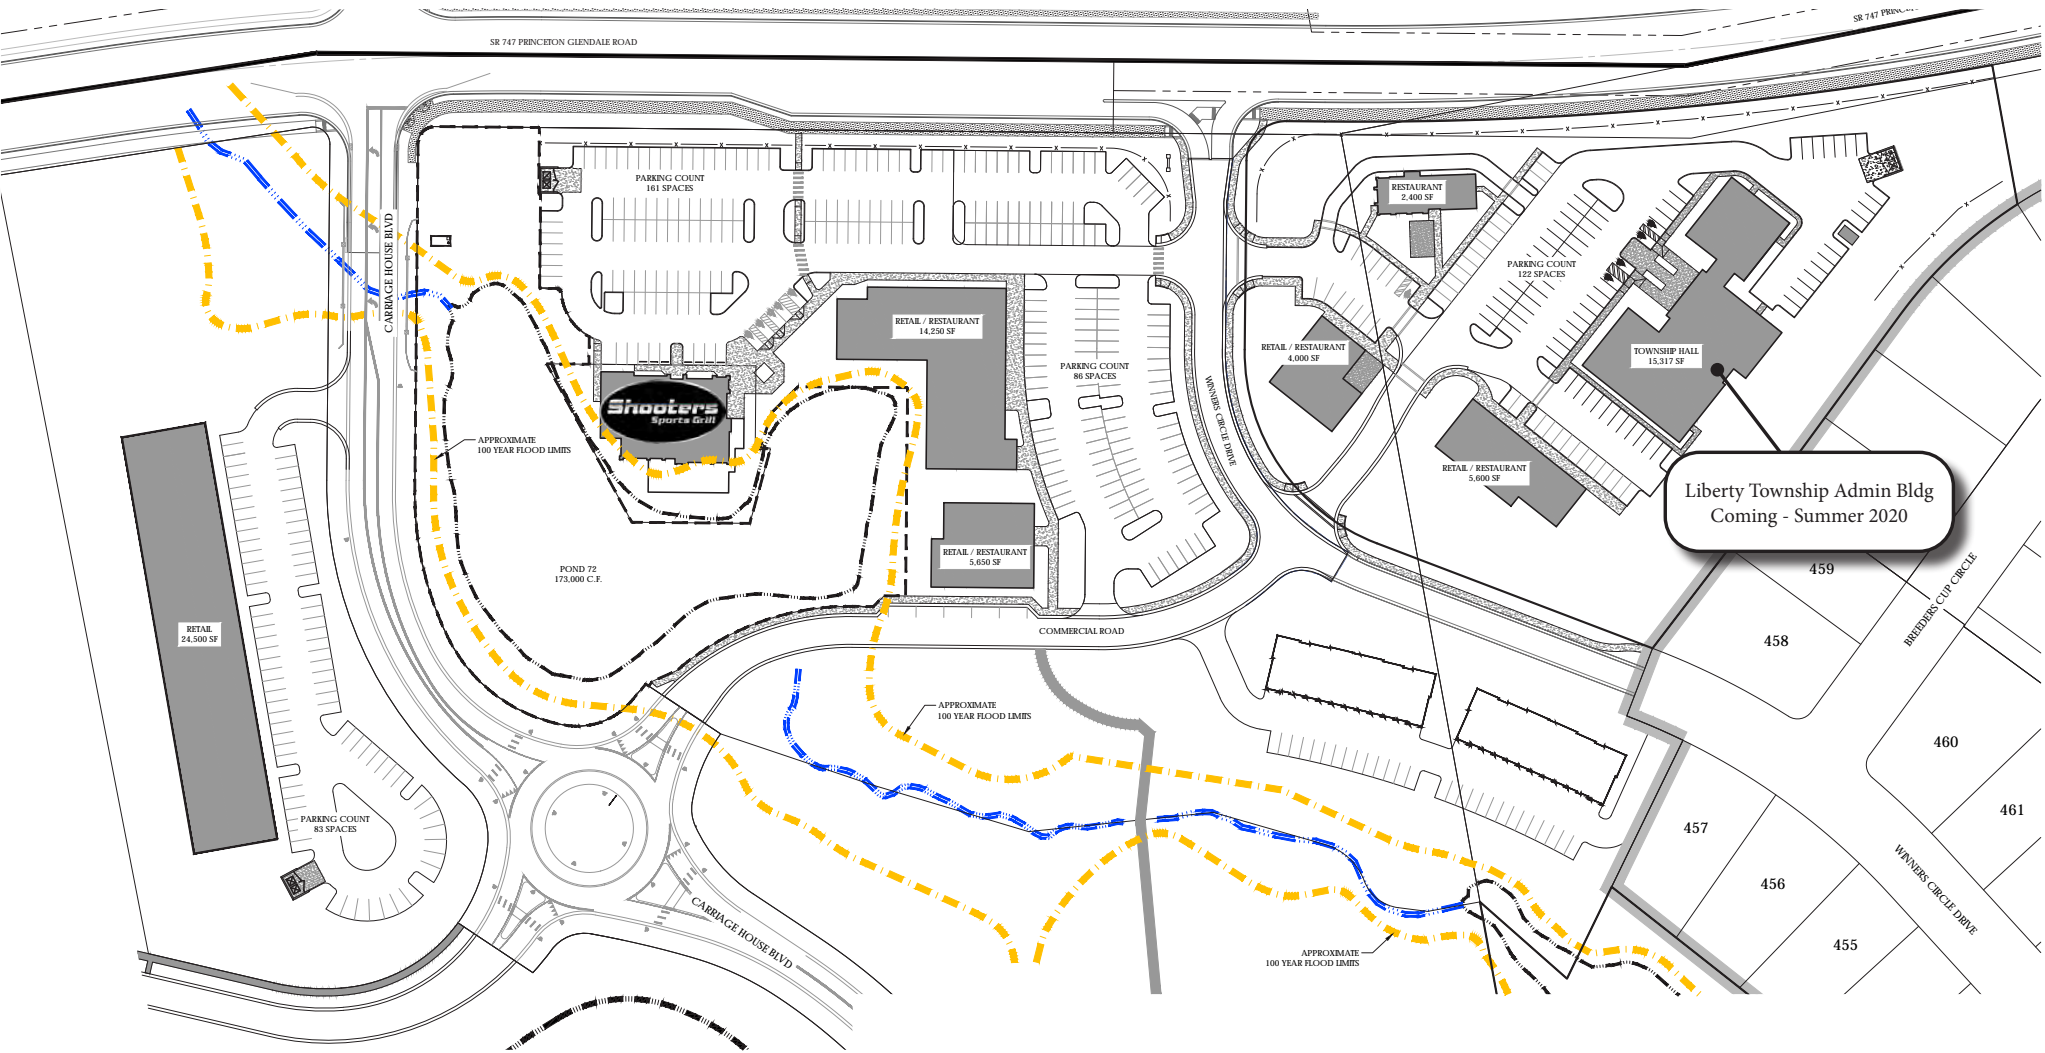 SR 747 PRINCETON GLENDALE ROAD
CARRIAGE HOUSE BLVD
PARKING COUNT
161 SPACES
RESTAURANT
2,400 SF
PARKING COUNT
122 SPACES
RETAIL / RESTAURANT
14,250 SF
RETAIL / RESTAURANT
4,000 SF
TOWNSHIP HALL
15,317 SF
PARKING COUNT
86 SPACES
WINNERS CIRCLE DRIVE
Shooters
Sports Grill
APPROXIMATE
100 YEAR FLOOD LIMITS
RETAIL / RESTAURANT
5,600 SF
Liberty Township Admin Bldg
Coming - Summer 2020
RETAIL / RESTAURANT
5,650 SF
POND 72
173,000 C.F.
459
BREEDERS CUP CIRCLE
RETAIL
24,500 SF
COMMERCIAL ROAD
458
APPROXIMATE
100 YEAR FLOOD LIMITS
460
461
PARKING COUNT
83 SPACES
457
WINNERS CIRCLE DRIVE
456
CARRIAGE HOUSE BLVD
455
APPROXIMATE
100 YEAR FLOOD LIMITS